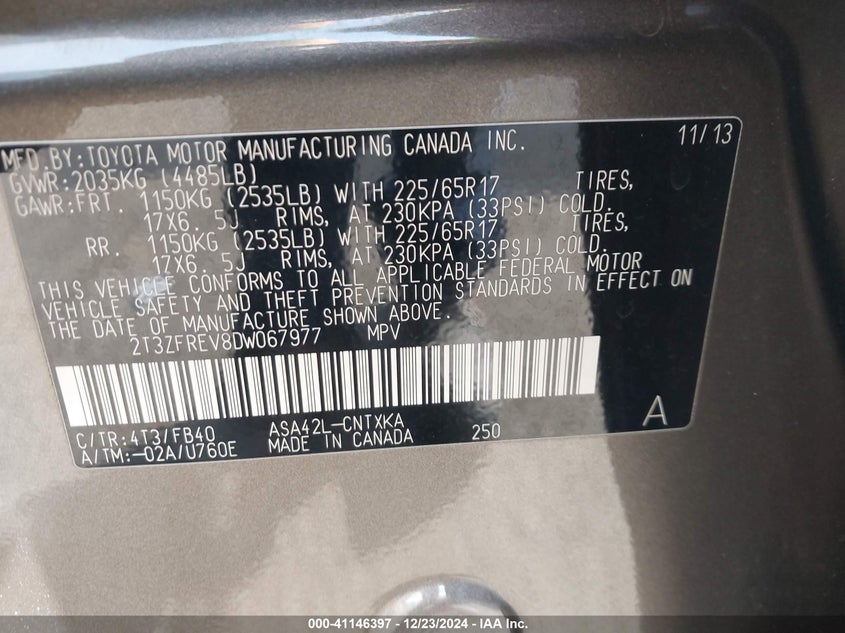 MFD.BY:TOYOTA MOTOR MANUFACTURING CANADA INC. 11/13
GVWR:2035KG (4485LB)
GAWR:FRT. 1150KG (2535LB) WITH 225/65R17 TIRES,
17X6. 5J RIMS, AT 230KPA (33PSI) COLD.
RR. 1150KG (2535LB) WITH 225/65R17 TIRES,
17X6. 5J RIMS, AT 230KPA (33PSI) COLD.
THIS VEHICLE CONFORMS TO ALL APPLICABLE FEDERAL MOTOR
VEHICLE SAFETY AND THEFT PREVENTION STANDARDS IN EFFECT ON
THE DATE OF MANUFACTURE SHOWN ABOVE.
2T3ZFREV8DW067977 MPV
C/TR:4T3/FB40 ASA42L-CNTXKA A
A/TM:-02A/U760E MADE IN CANADA 250
000-41146397 - 12/23/2024 - IAA Inc.